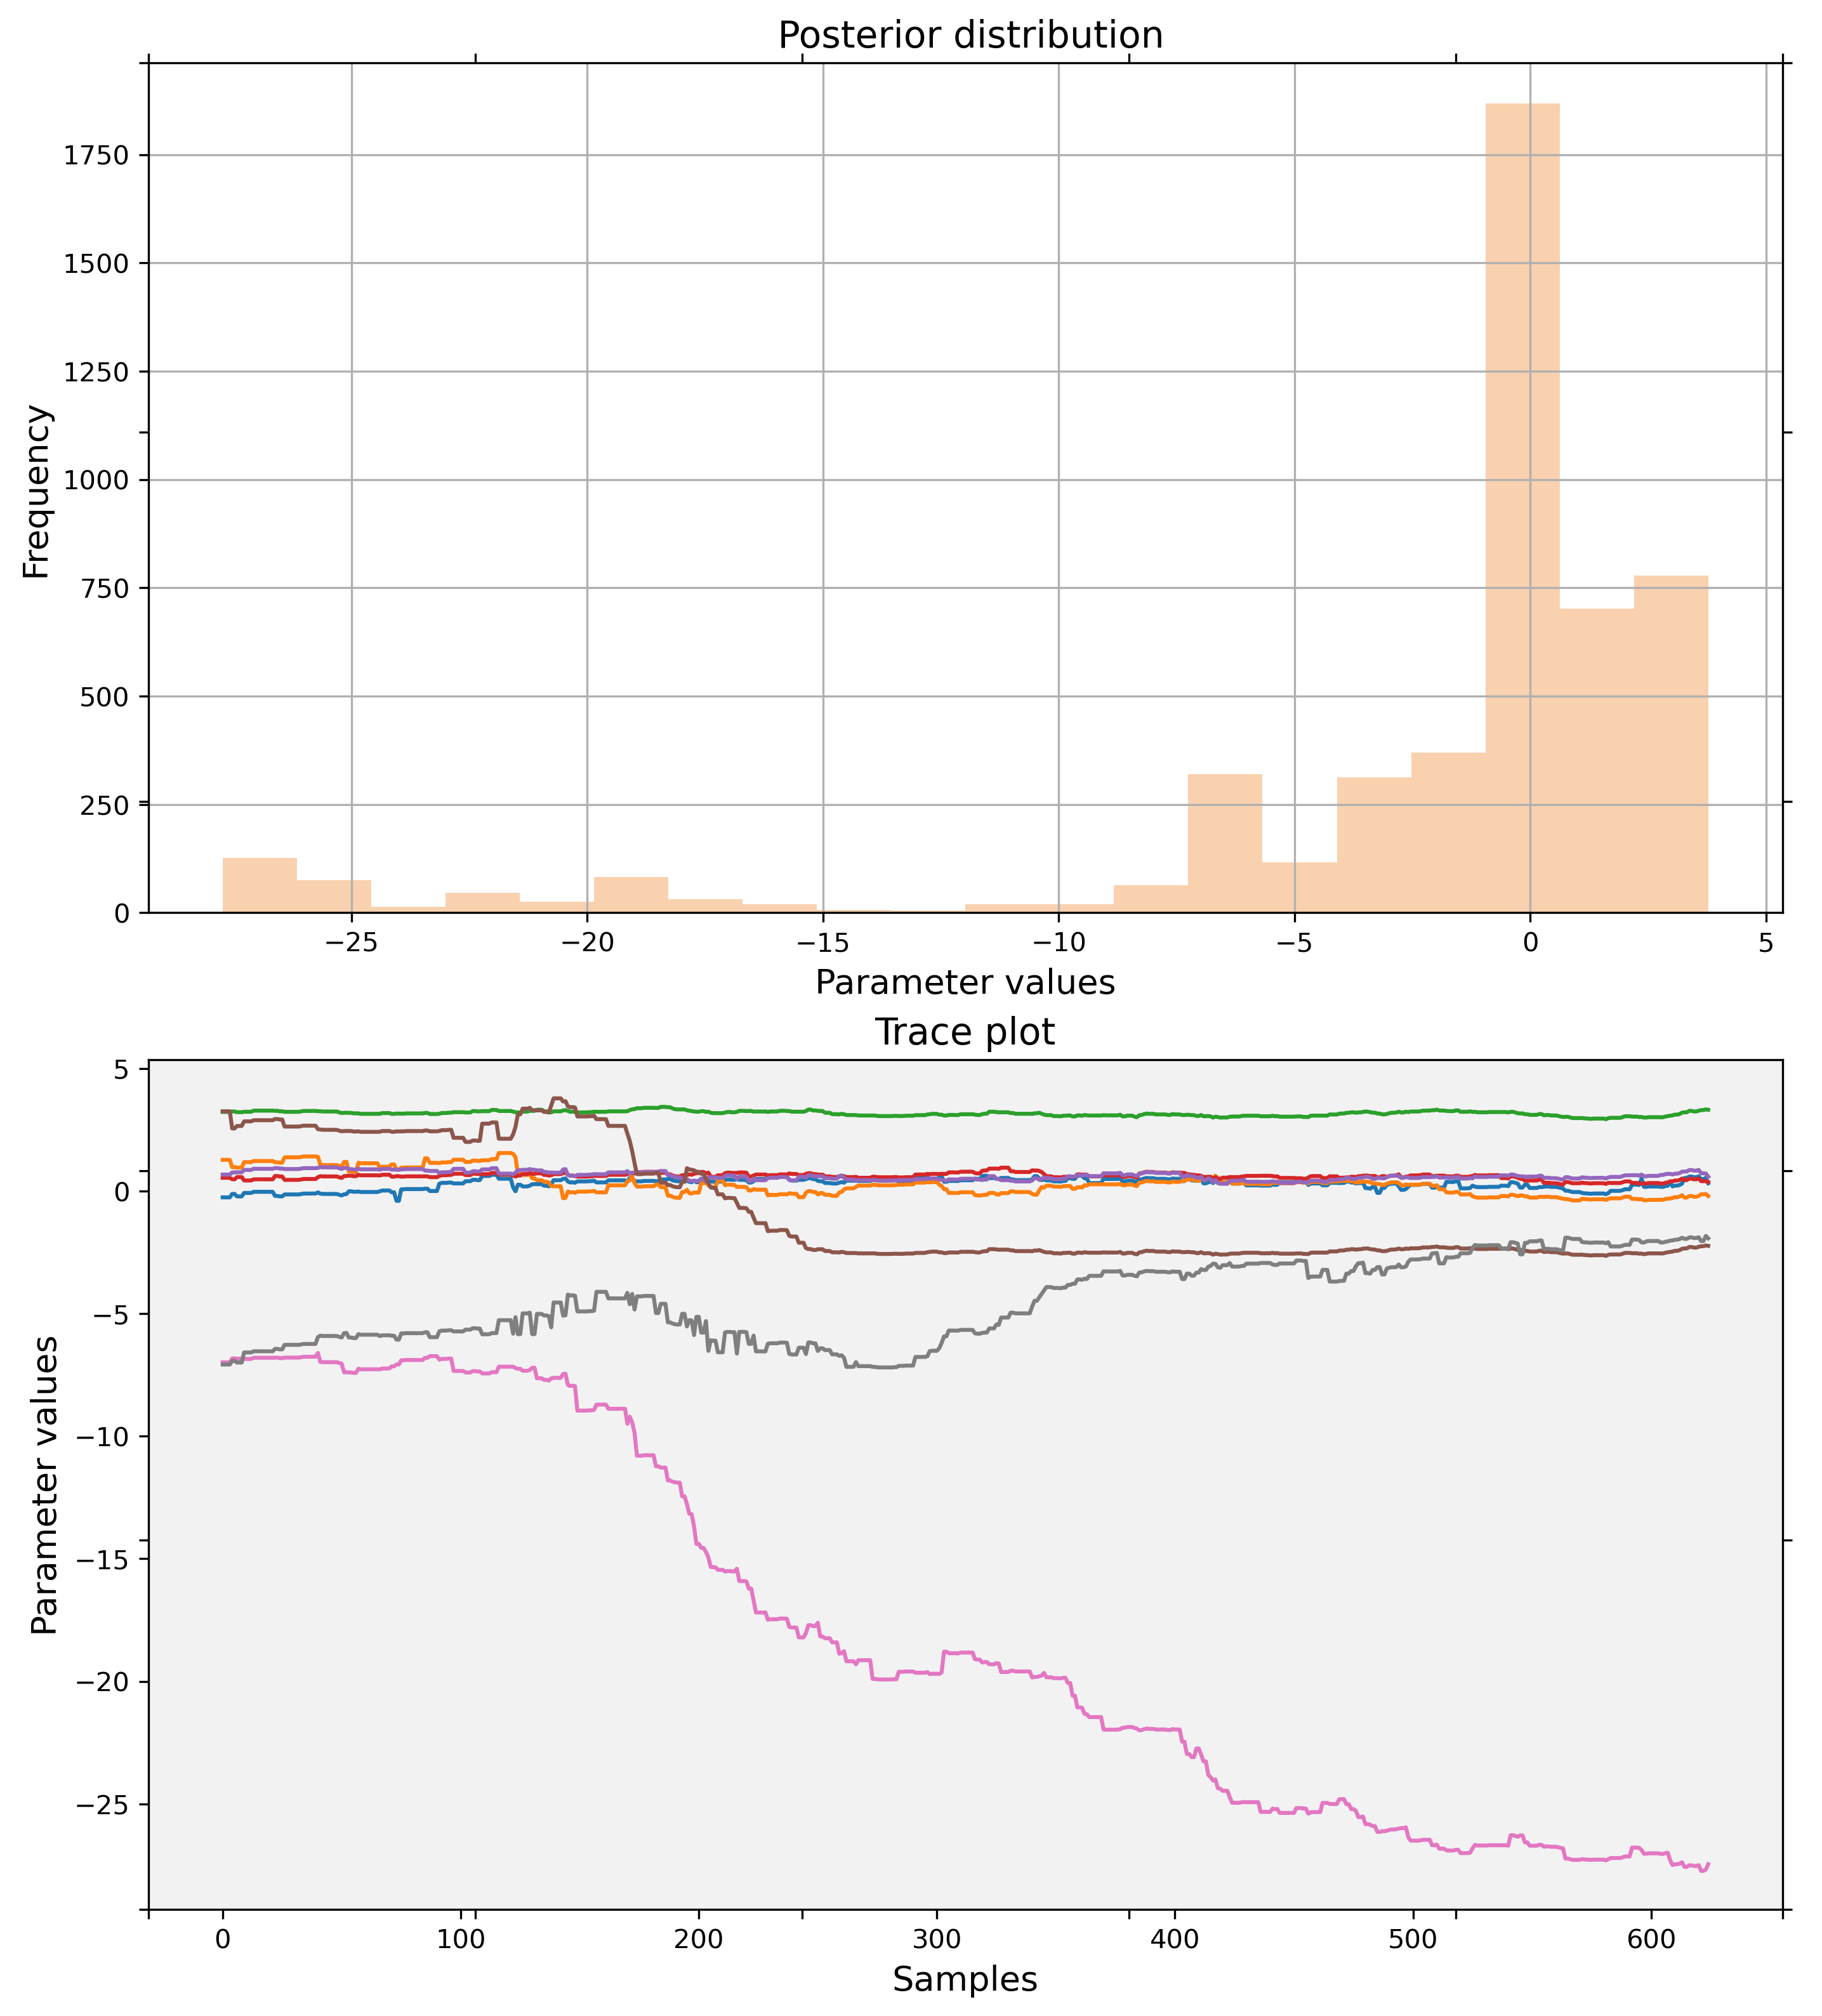 Posterior distribution
1750
1500
1250
1000
750
500
250
0
Frequency
−25 −20 −15 −10 −5 0 5
Parameter values
Trace plot
5
0
−5
−10
−15
−20
−25
Parameter values
0 100 200 300 400 500 600
Samples